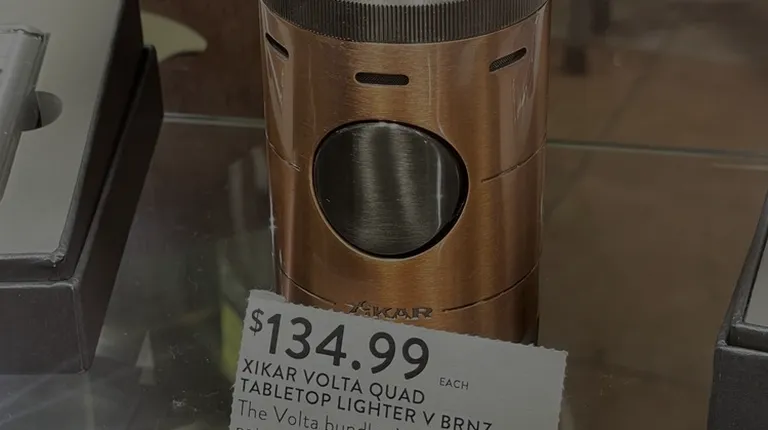 XIKAR
$134.99 EACH
XIKAR VOLTA QUAD
TABLETOP LIGHTER V BRNZ
The Volta